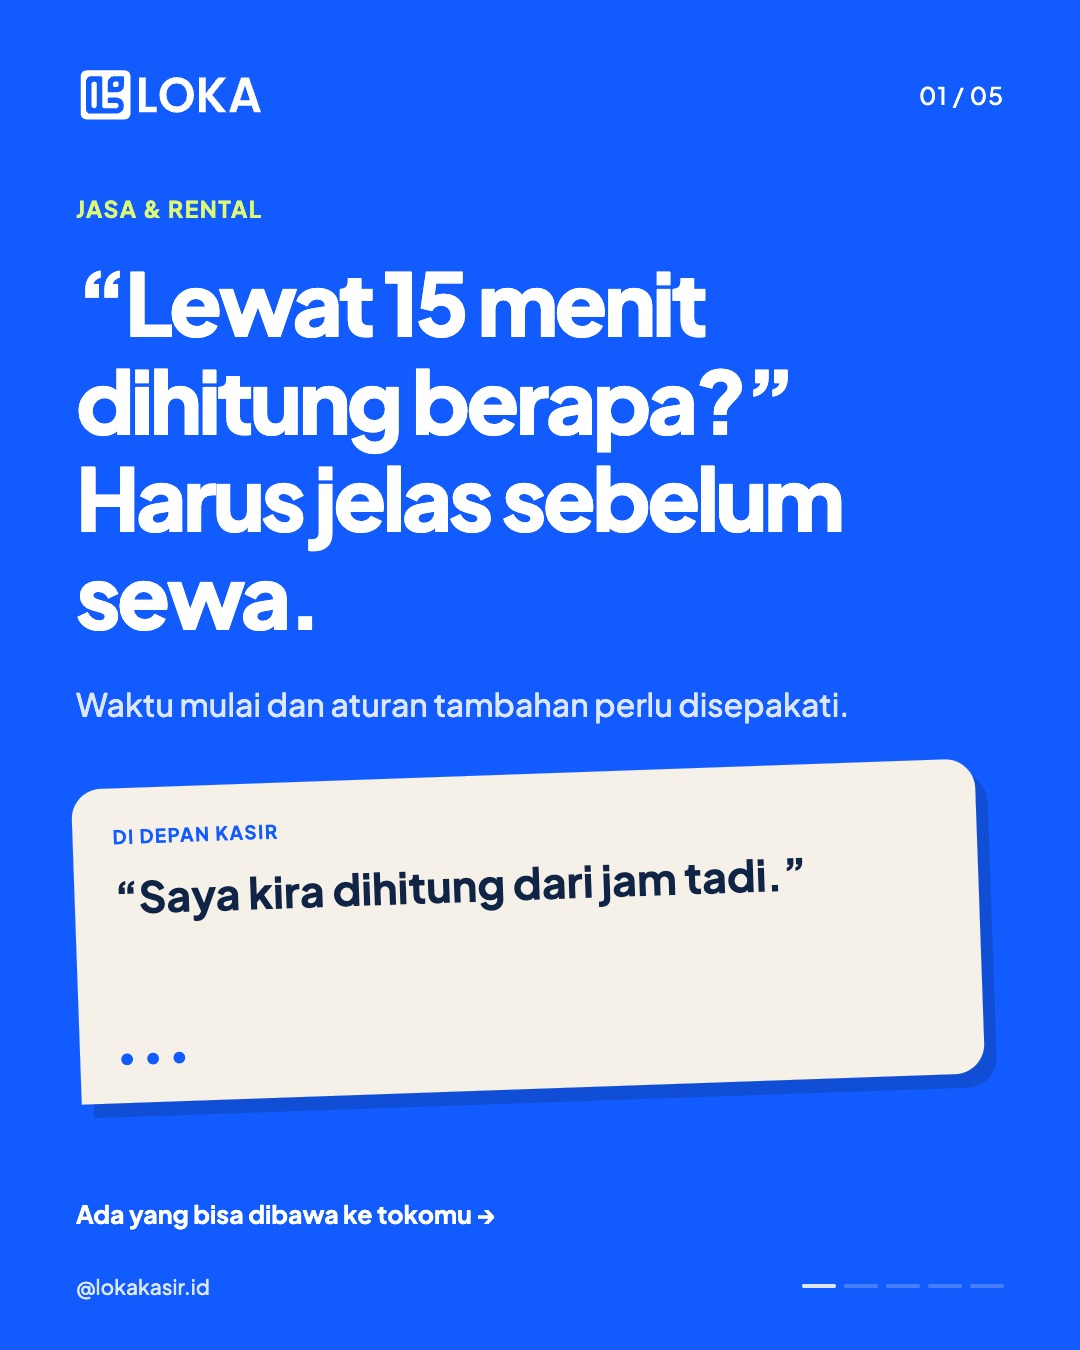 LOKA
01 / 05
JASA & RENTAL
“Lewat 15 menit
dihitung berapa?”
Harus jelas sebelum
sewa.
Waktu mulai dan aturan tambahan perlu disepakati.
DI DEPAN KASIR
“Saya kira dihitung dari jam tadi.”
Ada yang bisa dibawa ke tokomu →
@lokakasir.id